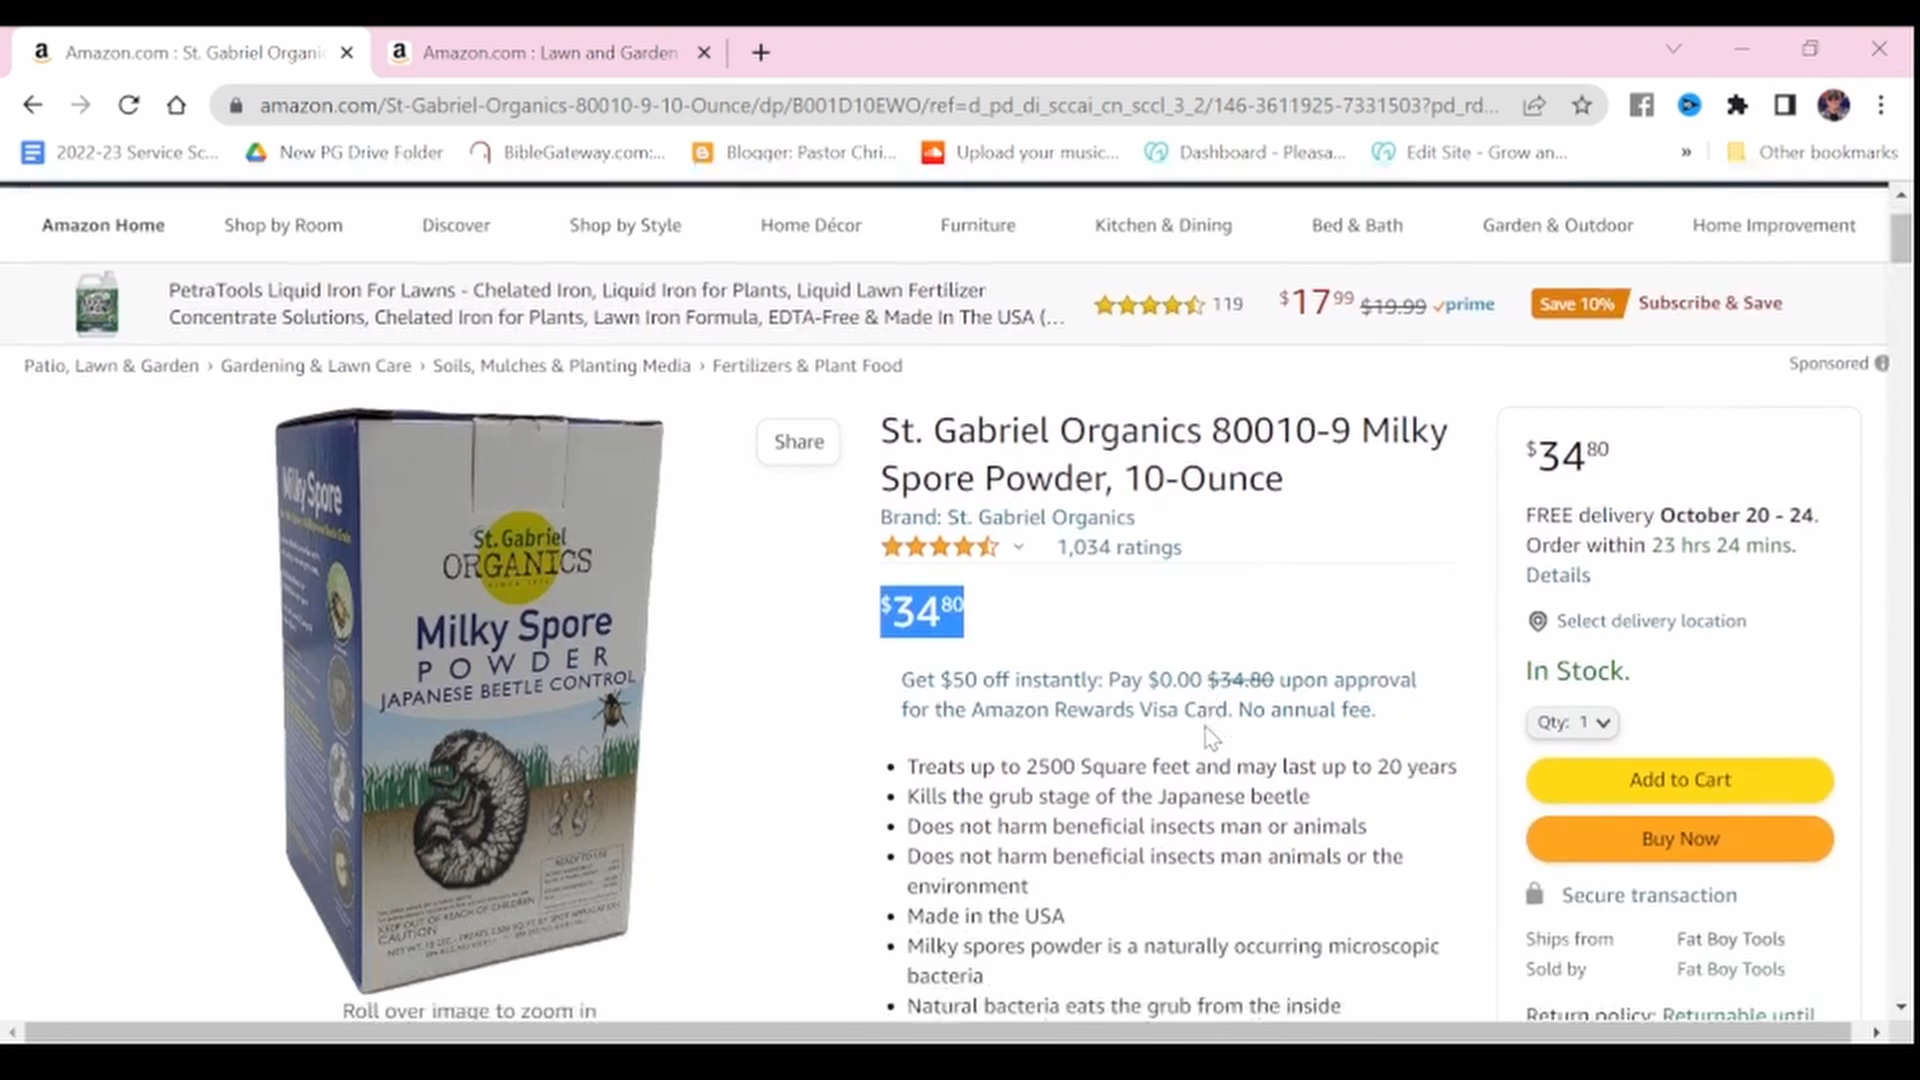 Amazon.com : St. Gabriel Organic
Amazon.com : Lawn and Garden
amazon.com/St-Gabriel-Organics-80010-9-10-Ounce/dp/B001D10EWO/ref=d_pd_di_sccai_cn_sccl_3_2/146-3611925-7331503?pd_rd...
2022-23 Service Sc...
New PG Drive Folder
BibleGateway.com:...
Blogger: Pastor Chri...
Upload your music...
Dashboard - Pleasa...
Edit Site - Grow an...
»
Other bookmarks
Amazon Home
Shop by Room
Discover
Shop by Style
Home Décor
Furniture
Kitchen & Dining
Bed & Bath
Garden & Outdoor
Home Improvement
PetraTools Liquid Iron For Lawns - Chelated Iron, Liquid Iron for Plants, Liquid Lawn Fertilizer
Concentrate Solutions, Chelated Iron for Plants, Lawn Iron Formula, EDTA-Free & Made In The USA (...
119
$17 99 $19.99 prime
Save 10%
Subscribe & Save
Patio, Lawn & Garden › Gardening & Lawn Care › Soils, Mulches & Planting Media › Fertilizers & Plant Food
Sponsored
Milky Spore
St. Gabriel
ORGANICS
Milky Spore
POWDER
JAPANESE BEETLE CONTROL
READY TO USE
KEEP OUT OF REACH OF CHILDREN
CAUTION
Roll over image to zoom in
Share
St. Gabriel Organics 80010-9 Milky
Spore Powder, 10-Ounce
Brand: St. Gabriel Organics
1,034 ratings
$34 80
Get $50 off instantly: Pay $0.00 $34.80 upon approval
for the Amazon Rewards Visa Card. No annual fee.
• Treats up to 2500 Square feet and may last up to 20 years
• Kills the grub stage of the Japanese beetle
• Does not harm beneficial insects man or animals
• Does not harm beneficial insects man animals or the
environment
• Made in the USA
• Milky spores powder is a naturally occurring microscopic
bacteria
• Natural bacteria eats the grub from the inside
$34 80
FREE delivery October 20 - 24.
Order within 23 hrs 24 mins.
Details
Select delivery location
In Stock.
Qty: 1
Add to Cart
Buy Now
Secure transaction
Ships from Fat Boy Tools
Sold by Fat Boy Tools
Return policy: Returnable until